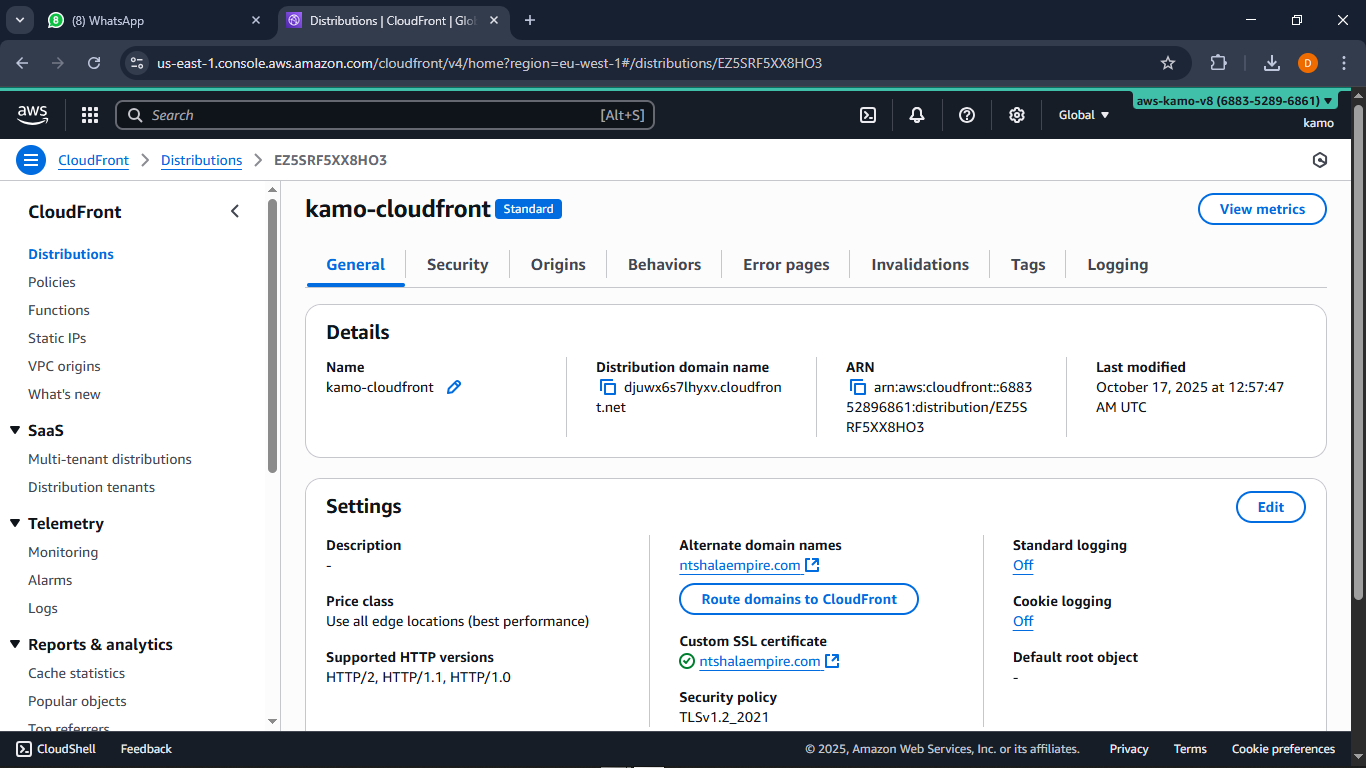 8
(8) WhatsApp
Distributions | CloudFront | Glo
us-east-1.console.aws.amazon.com/cloudfront/v4/home?region=eu-west-1#/distributions/EZ5SRF5XX8HO3
D
aws
Search
[Alt+S]
Global
aws-kamo-v8 (6883-5289-6861)
kamo
CloudFront
Distributions
EZ5SRF5XX8HO3
CloudFront
Distributions
Policies
Functions
Static IPs
VPC origins
What's new
SaaS
Multi-tenant distributions
Distribution tenants
Telemetry
Monitoring
Alarms
Logs
Reports & analytics
Cache statistics
Popular objects
Top referrers
kamo-cloudfront
Standard
View metrics
General
Security
Origins
Behaviors
Error pages
Invalidations
Tags
Logging
Details
Name
kamo-cloudfront
Distribution domain name
djuwx6s7lhyxv.cloudfron
t.net
ARN
arn:aws:cloudfront::6883
52896861:distribution/EZ5S
RF5XX8HO3
Last modified
October 17, 2025 at 12:57:47
AM UTC
Settings
Edit
Description
-
Price class
Use all edge locations (best performance)
Supported HTTP versions
HTTP/2, HTTP/1.1, HTTP/1.0
Alternate domain names
ntshalaempire.com
Route domains to CloudFront
Custom SSL certificate
ntshalaempire.com
Security policy
TLSv1.2_2021
Standard logging
Off
Cookie logging
Off
Default root object
-
CloudShell
Feedback
© 2025, Amazon Web Services, Inc. or its affiliates.
Privacy
Terms
Cookie preferences